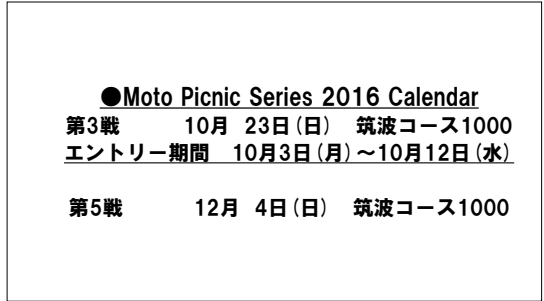 ●Moto Picnic Series 2016 Calendar
第3戦 10月 23日(日) 筑波コース1000
エントリー期間 10月3日(月)～10月12日(水)
第5戦 12月 4日(日) 筑波コース1000